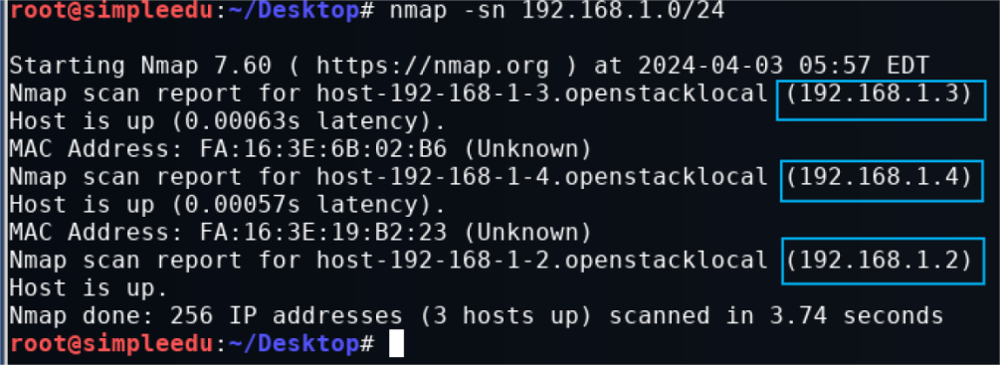 root@simpleedu:~/Desktop# nmap -sn 192.168.1.0/24
Starting Nmap 7.60 ( https://nmap.org ) at 2024-04-03 05:57 EDT
Nmap scan report for host-192-168-1-3.openstacklocal (192.168.1.3)
Host is up (0.00063s latency).
MAC Address: FA:16:3E:6B:02:B6 (Unknown)
Nmap scan report for host-192-168-1-4.openstacklocal (192.168.1.4)
Host is up (0.00057s latency).
MAC Address: FA:16:3E:19:B2:23 (Unknown)
Nmap scan report for host-192-168-1-2.openstacklocal (192.168.1.2)
Host is up.
Nmap done: 256 IP addresses (3 hosts up) scanned in 3.74 seconds
root@simpleedu:~/Desktop#